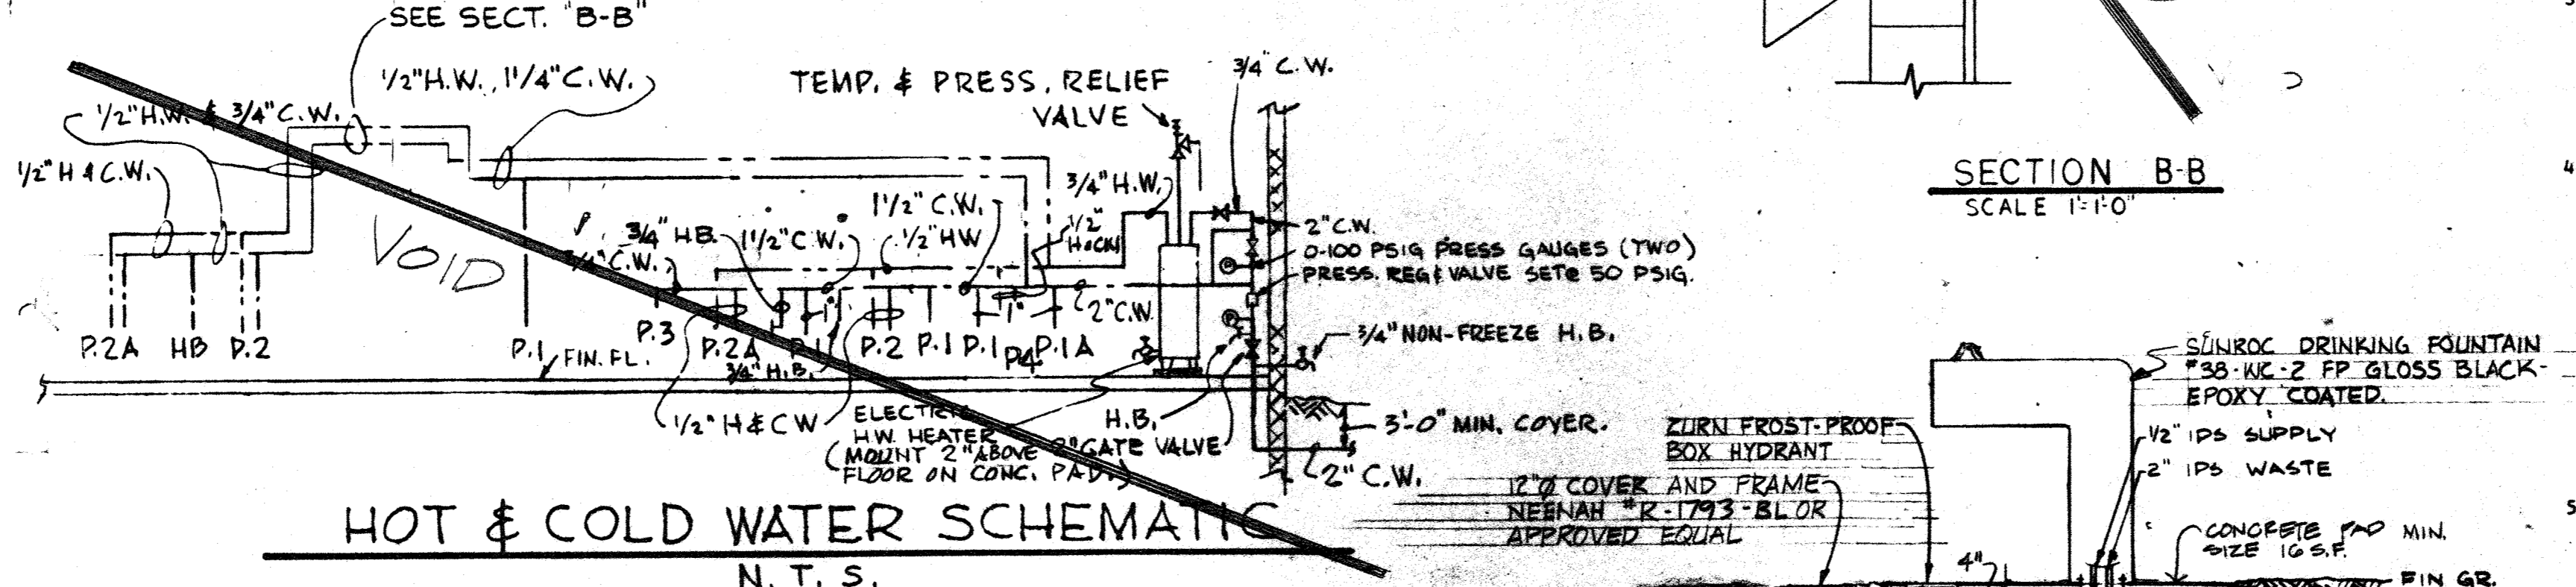 SEE SECT. "B-B"
1/2" H.W., 1 1/4" C.W.
1/2" H.W. & 3/4" C.W.
1/2" H & C.W.
TEMP. & PRESS. RELIEF
VALVE
3/4" C.W.
3/4" H.W.
1 1/2" C.W.
1/2"
H & CW
3/4" HB.
1 1/2" C.W.
1/2" HW
3/4" C.W.
2" C.W.
0-100 PSIG PRESS GAUGES (TWO)
PRESS. REG & VALVE SET @ 50 PSIG.
VOID
1"
1"
2" C.W.
P.2A HB P.2
P.1
P.3
P.2A
P.1
P.2
P.1
P.1
P.4
P.1A
FIN. FL.
3/4" H.B.
3/4" NON-FREEZE H.B.
1/2" H & CW
ELECTRIC
H.W. HEATER
(MOUNT 2" ABOVE
FLOOR ON CONC. PAD.)
H.B.
2" GATE VALVE
3'-0" MIN. COVER.
2" C.W.
HOT & COLD WATER SCHEMATIC
N.T.S.
SECTION B-B
SCALE 1"=1'-0"
4
5
ZURN FROST-PROOF
BOX HYDRANT
12"Ø COVER AND FRAME
NEENAH #R-1793-BL OR
APPROVED EQUAL
SUNROC DRINKING FOUNTAIN
#38-WC-2 FP GLOSS BLACK-
EPOXY COATED.
1/2" IPS SUPPLY
2" IPS WASTE
CONCRETE PAD MIN.
SIZE 16 S.F.
4"
FIN GR.